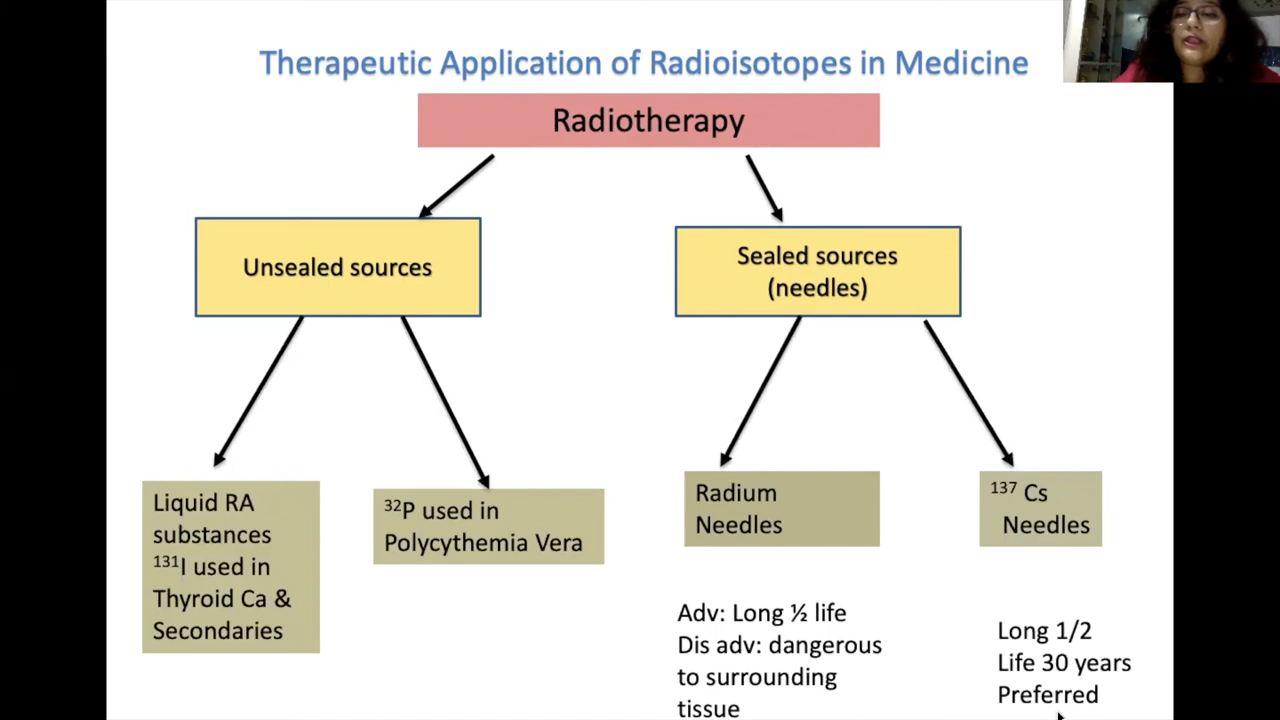 Therapeutic Application of Radioisotopes in Medicine
Radiotherapy
Unsealed sources
Sealed sources
(needles)
Liquid RA
substances
¹³¹I used in
Thyroid Ca &
Secondaries
³²P used in
Polycythemia Vera
Radium
Needles
¹³⁷ Cs
Needles
Adv: Long ½ life
Dis adv: dangerous
to surrounding
tissue
Long 1/2
Life 30 years
Preferred